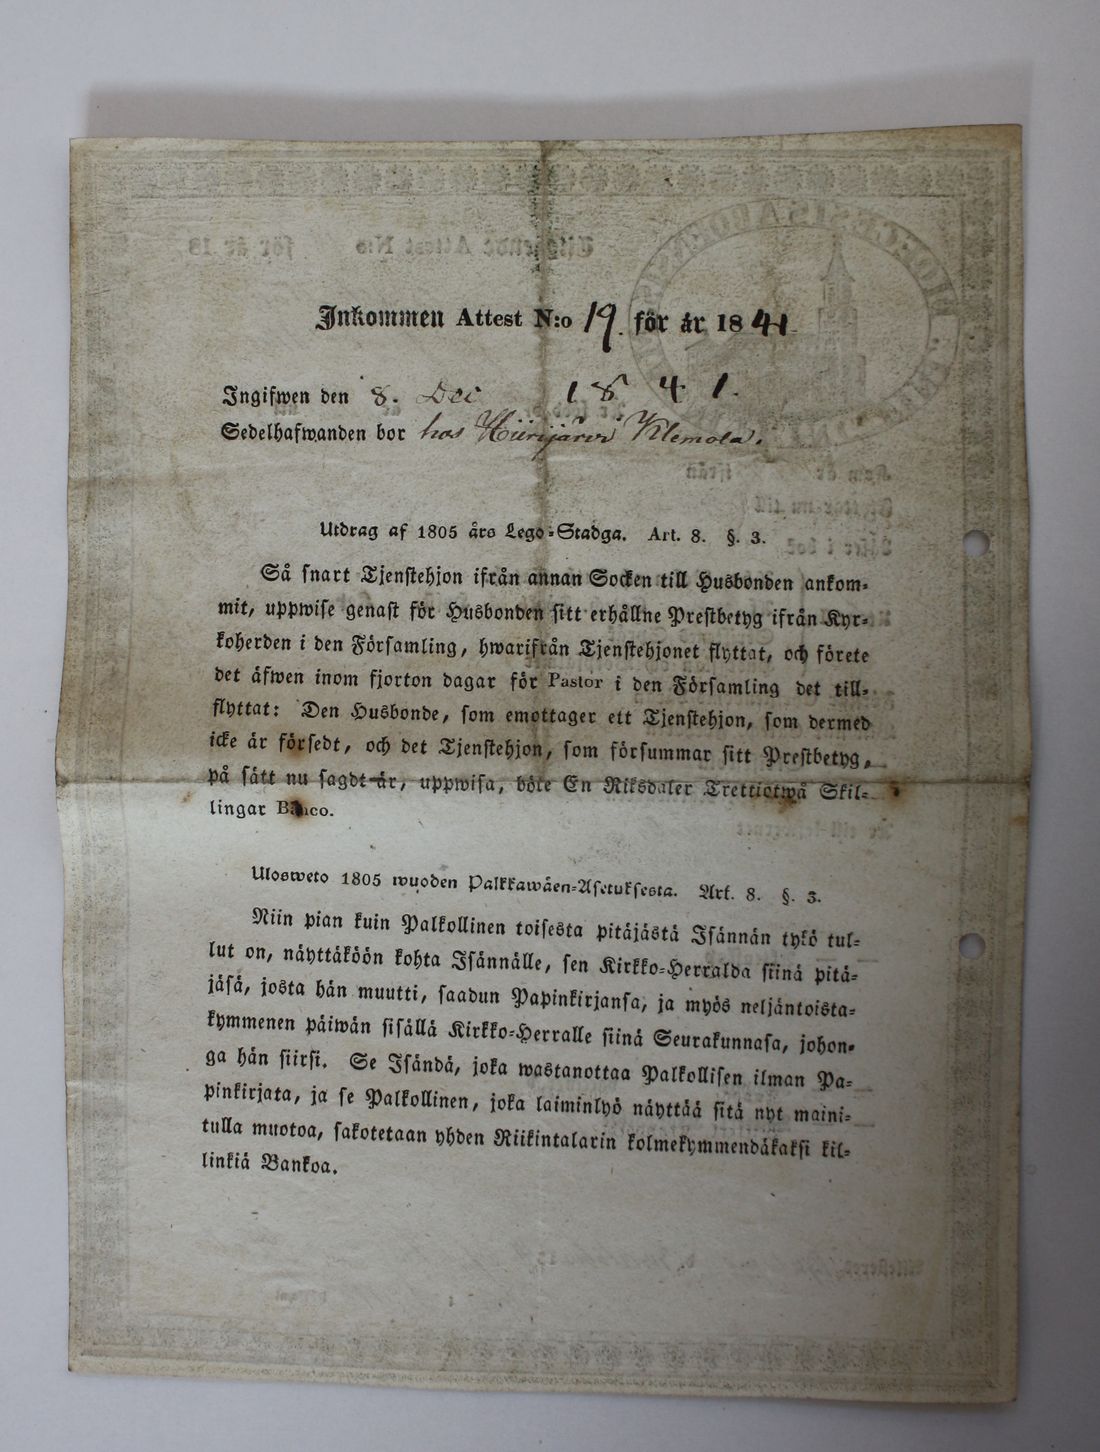 Inkommen Attest N:o 19. för år 1841
Ingifwen den 8. Dec 1841.
Sedelhafwanden bor hos Hiirijärvi Klemola.
Utdrag af 1805 års Lego-Stadga. Art. 8. §. 3.
Så snart Tjenstehjon ifrån annan Socken till Husbonden ankom-
mit, uppwise genast för Husbonden sitt erhållne Prestbetyg ifrån Kyr-
koherden i den Församling, hwarifrån Tjenstehjonet flyttat, och förete
det äfwen inom fjorton dagar för Pastor i den Församling det till-
flyttat: Den Husbonde, som emottager ett Tjenstehjon, som dermed
icke är försedt, och det Tjenstehjon, som försummar sitt Prestbetyg,
på sätt nu sagdt är, uppwisa, böte En Riksdaler Trettiotwå Skil-
lingar Banco.
Ulosweto 1805 wuoden Palkkawäen-Asetuksesta. Art. 8. §. 3.
Niin pian kuin Palkollinen toisesta pitäjästä Isännän tykö tul-
lut on, näyttäköön kohta Isännälle, sen Kirkko-Herralda siinä pitä-
jäsä, josta hän muutti, saadun Papinkirjansa, ja myös neljäntoista-
kymmenen päiwän sisällä Kirkko-Herralle siinä Seurakunnasa, johon-
ga hän siirsi. Se Isändä, joka wastanottaa Palkollisen ilman Pa-
pinkirjata, ja se Palkollinen, joka laiminlyö näyttää sitä nyt maini-
tulla muotoa, sakotetaan yhden Riikintalarin kolmekymmendäkaksi kil-
linkiä Bankoa.